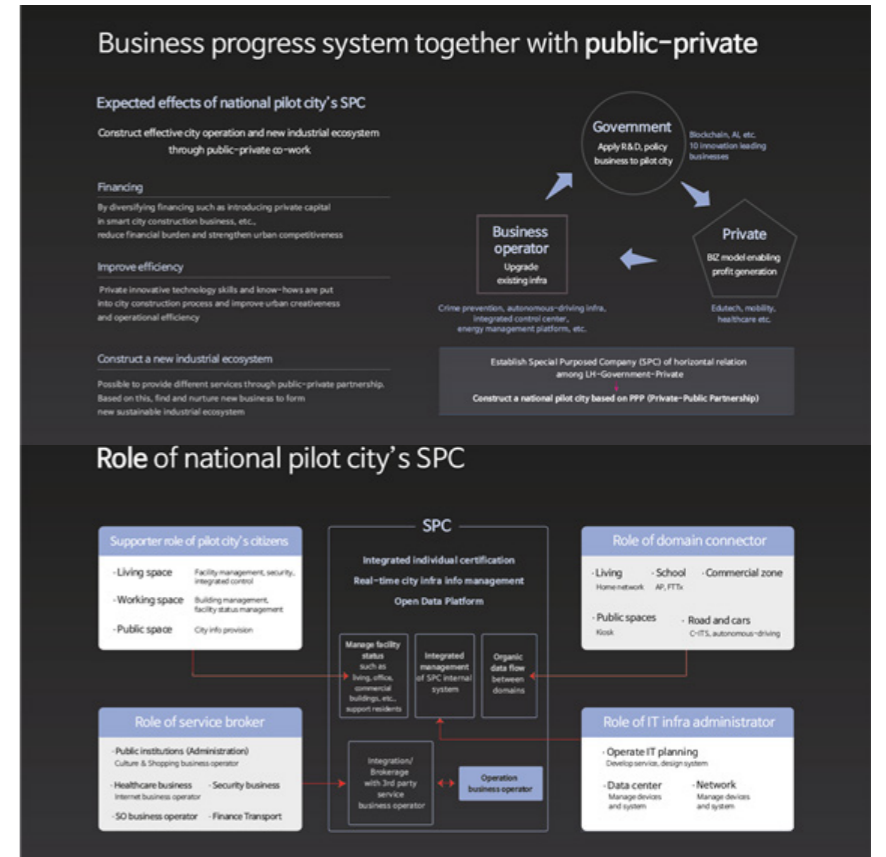 Business progress system together with public-private
Expected effects of national pilot city's SPC
Construct effective city operation and new industrial ecosystem
through public-private co-work
Financing
By diversifying financing such as introducing private capital
in smart city construction business, etc.,
reduce financial burden and strengthen urban competitiveness
Improve efficiency
Private innovative technology skills and know-hows are put
into city construction process and improve urban creativeness
and operational efficiency
Construct a new industrial ecosystem
Possible to provide different services through public-private partnership.
Based on this, find and nurture new business to form
new sustainable industrial ecosystem
Government
Apply R&D, policy
business to pilot city
Blockchain, AI, etc.
10 innovation leading
businesses
Business
operator
Upgrade
existing infra
Crime prevention, autonomous-driving infra,
integrated control center,
energy management platform, etc.
Private
BIZ model enabling
profit generation
Edutech, mobility,
healthcare etc.
Establish Special Purposed Company (SPC) of horizontal relation
among LH-Government-Private
Construct a national pilot city based on PPP (Private-Public Partnership)
Role of national pilot city's SPC
Supporter role of pilot city's citizens
·Living space Facility management, security,
integrated control
·Working space Building management,
facility status management
·Public space City info provision
SPC
Integrated individual certification
Real-time city infra info management
Open Data Platform
Manage facility
status
such as
living, office,
commercial
buildings, etc.,
support residents
Integrated
management
of SPC internal
system
Organic
data flow
between
domains
Integration/
Brokerage
with 3rd party
service
business operator
Operation
business operator
Role of domain connector
·Living ·School ·Commercial zone
Home network AP, FTTx
·Public spaces ·Road and cars
Kiosk C-ITS, autonomous-driving
Role of service broker
·Public institutions (Administration)
Culture & Shopping business operator
·Healthcare business ·Security business
Internet business operator
·SO business operator ·Finance Transport
Role of IT infra administrator
·Operate IT planning
Develop service, design system
·Data center ·Network
Manage devices Manage devices
and system and system